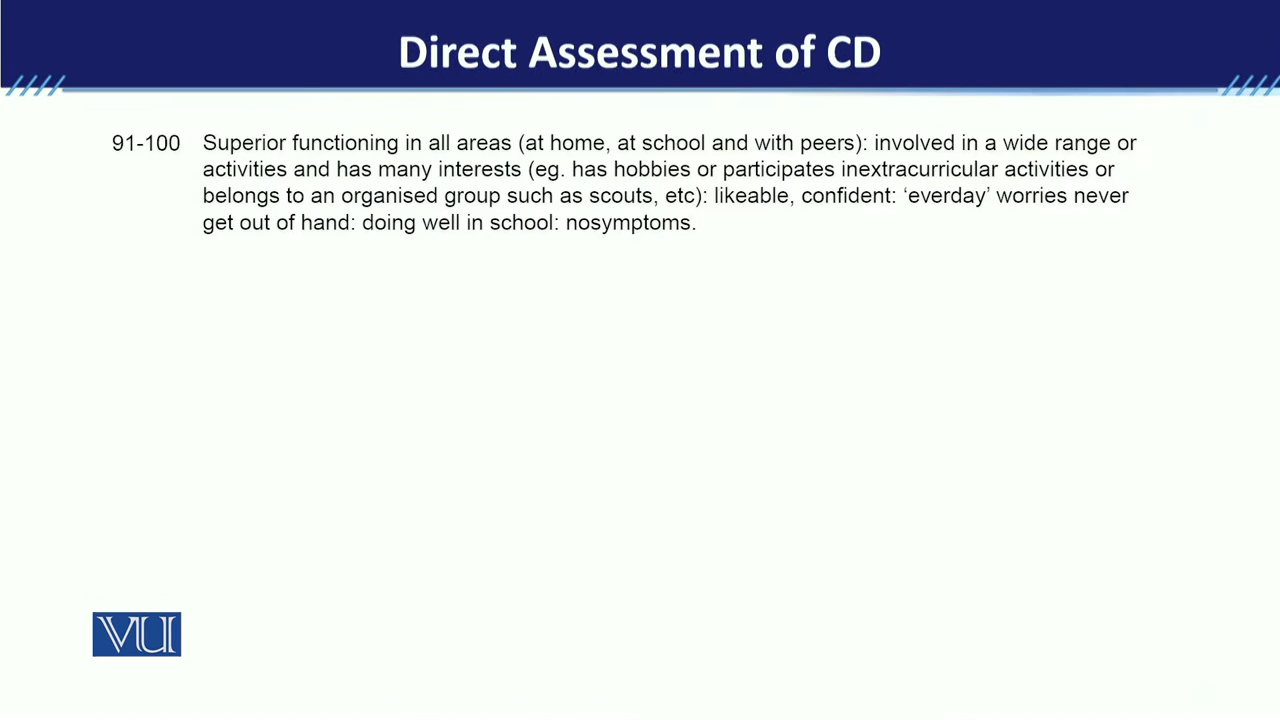 Direct Assessment of CD
91-100 Superior functioning in all areas (at home, at school and with peers): involved in a wide range or
activities and has many interests (eg. has hobbies or participates inextracurricular activities or
belongs to an organised group such as scouts, etc): likeable, confident: ‘everday’ worries never
get out of hand: doing well in school: nosymptoms.
VU